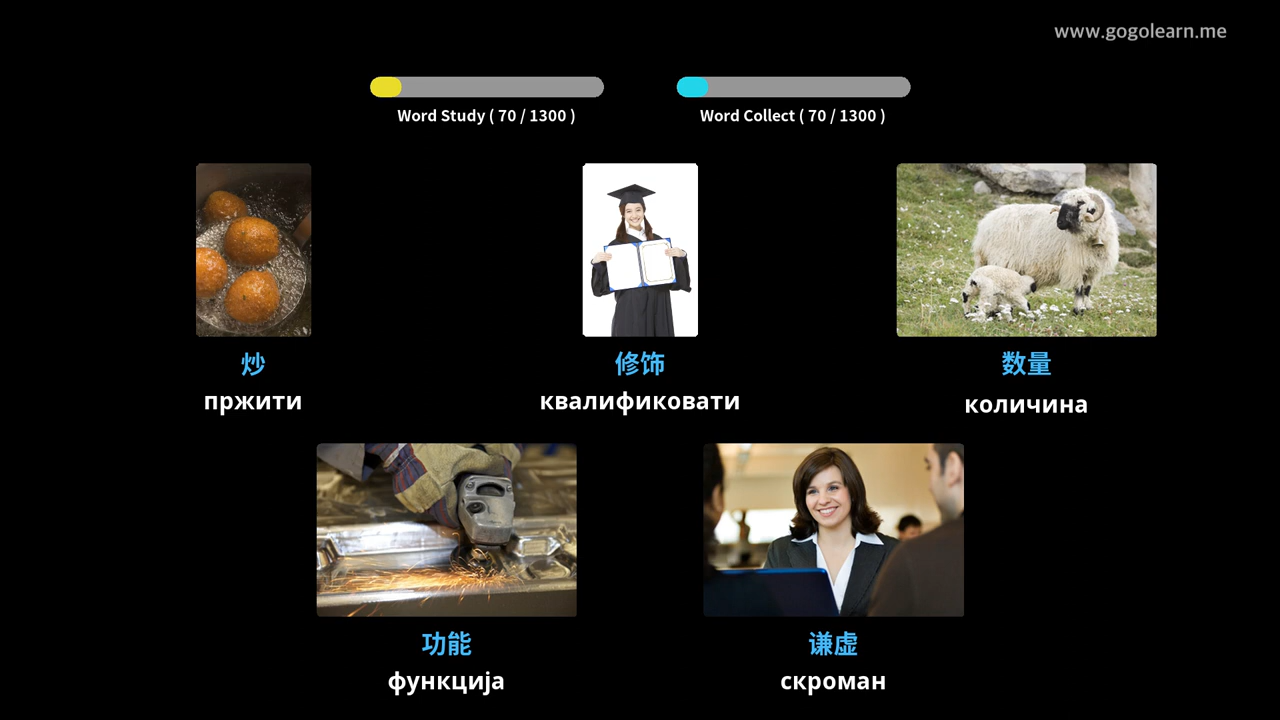 www.gogolearn.me
Word Study ( 70 / 1300 )
Word Collect ( 70 / 1300 )
炒
пржити
修饰
квалификовати
数量
количина
功能
функција
谦虚
скроман